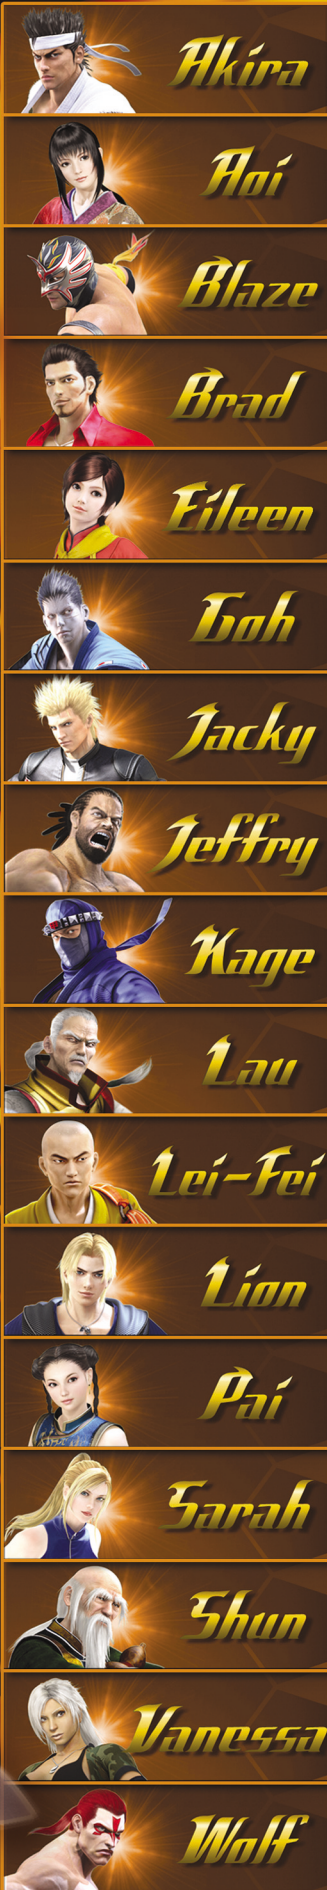 Akira
Aoi
Blaze
Brad
Eileen
Goh
Jacky
Jeffry
Kage
Lau
Lei-Fei
Lion
Pai
Sarah
Shun
Vanessa
Wolf